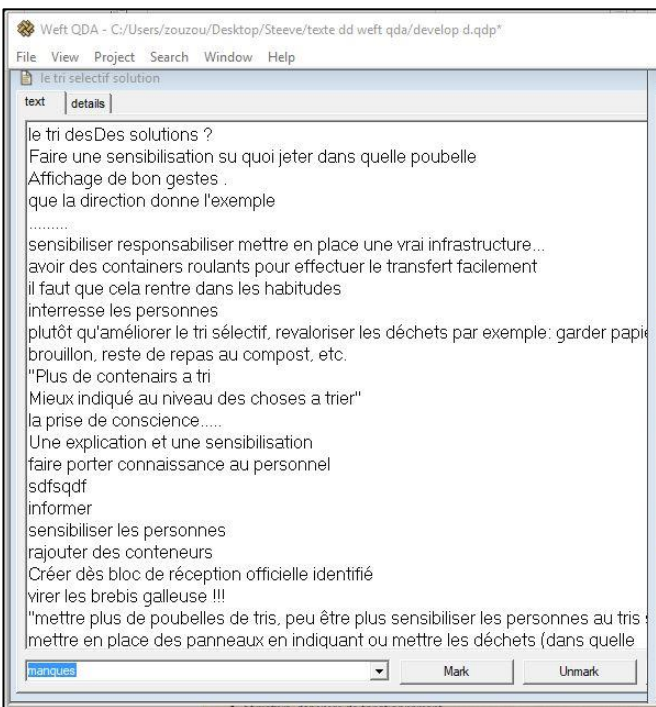 Weft QDA - C:/Users/zouzou/Desktop/Steeve/texte dd weft qda/develop d.qdp*
File View Project Search Window Help
le tri selectif solution
text details
le tri desDes solutions ?
Faire une sensibilisation su quoi jeter dans quelle poubelle
Affichage de bon gestes .
que la direction donne l'exemple
.........
sensibiliser responsabiliser mettre en place une vrai infrastructure...
avoir des containers roulants pour effectuer le transfert facilement
il faut que cela rentre dans les habitudes
interresse les personnes
plutôt qu'améliorer le tri sélectif, revaloriser les déchets par exemple: garder papie
brouillon, reste de repas au compost, etc.
"Plus de contenairs a tri
Mieux indiqué au niveau des choses a trier"
la prise de conscience.....
Une explication et une sensibilisation
faire porter connaissance au personnel
sdfsqdf
informer
sensibiliser les personnes
rajouter des conteneurs
Créer dès bloc de réception officielle identifié
virer les brebis galleuse !!!
"mettre plus de poubelles de tris, peu être plus sensibiliser les personnes au tris
mettre en place des panneaux en indiquant ou mettre les déchets (dans quelle
manques Mark Unmark